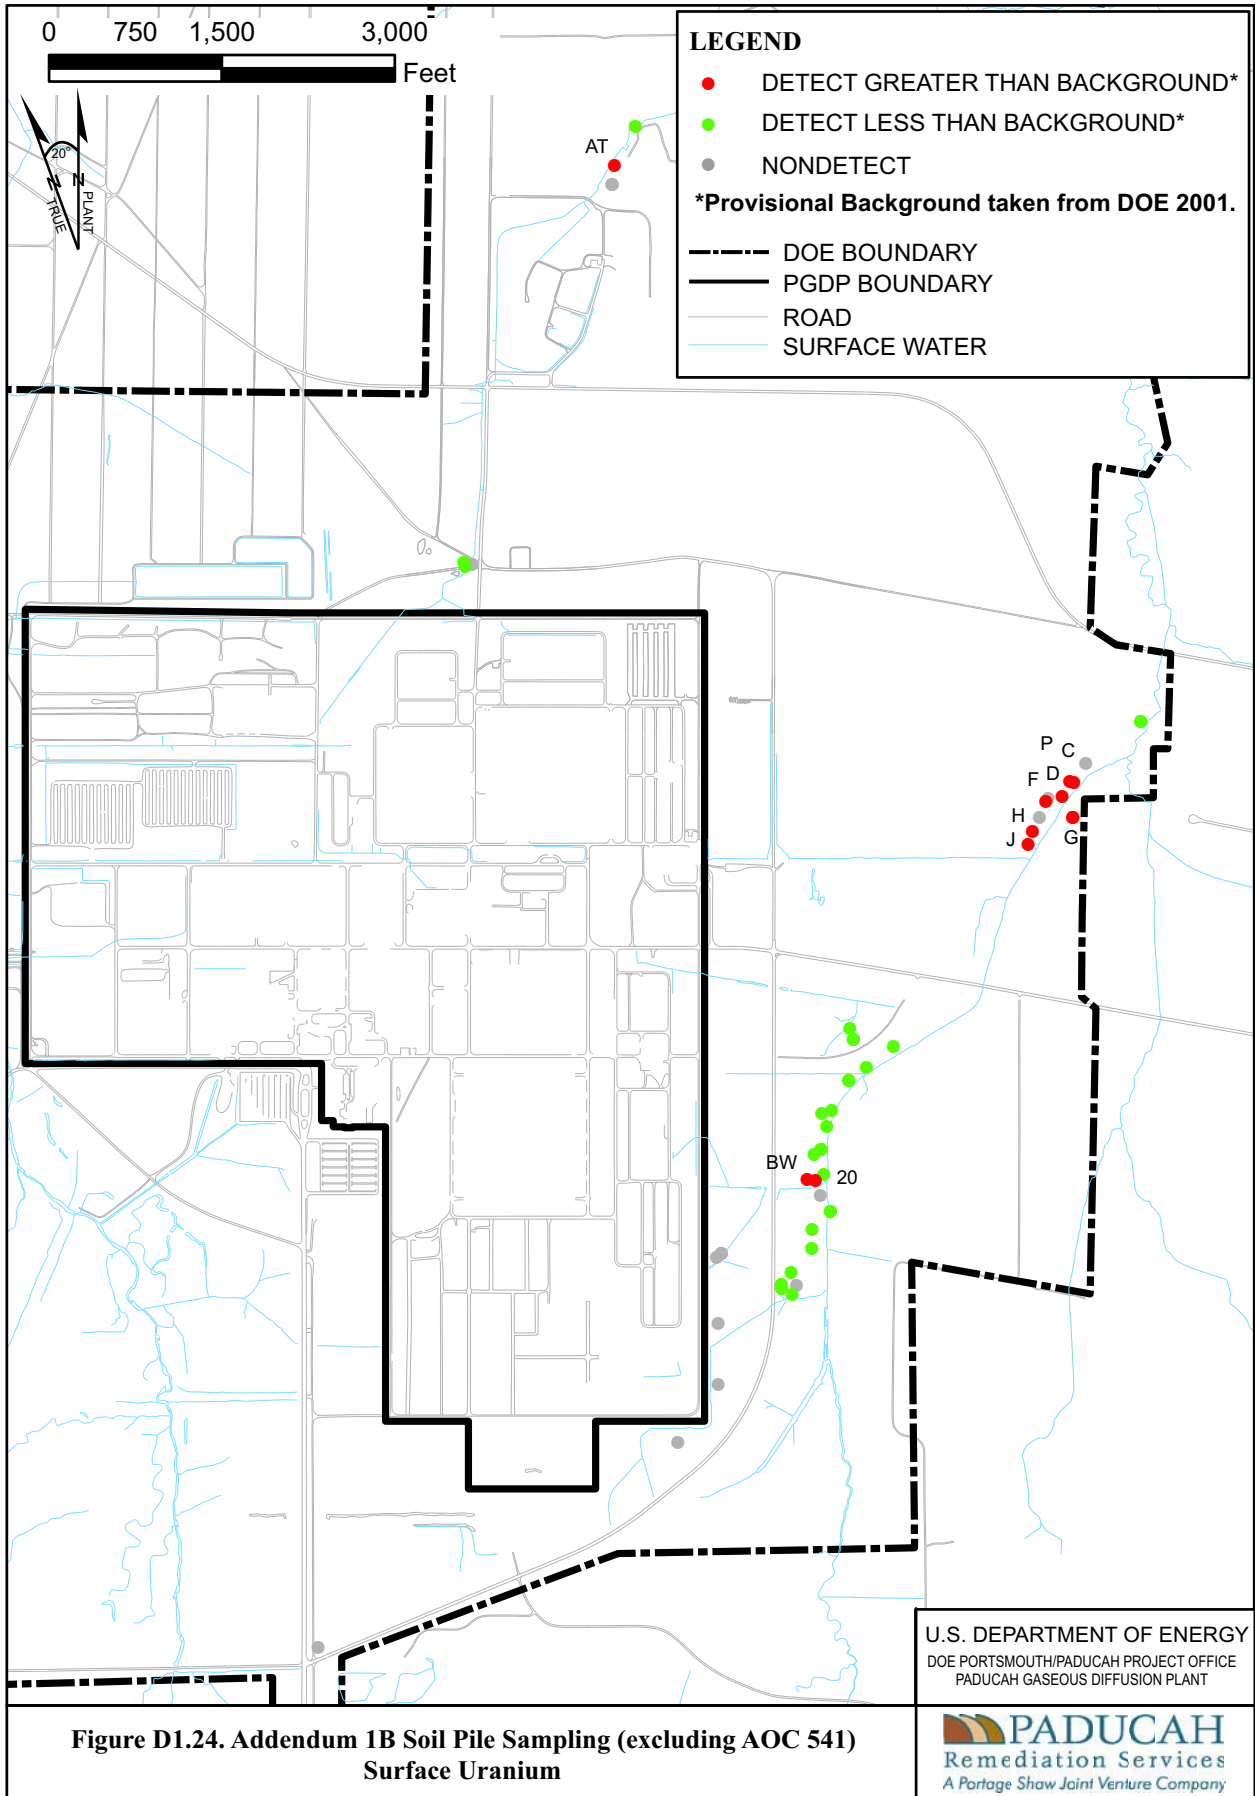 0 750 1,500 3,000
Feet
20°
N TRUE
N PLANT
LEGEND
DETECT GREATER THAN BACKGROUND*
DETECT LESS THAN BACKGROUND*
NONDETECT
*Provisional Background taken from DOE 2001.
DOE BOUNDARY
PGDP BOUNDARY
ROAD
SURFACE WATER
AT
P
C
F
D
H
J
G
BW
20
U.S. DEPARTMENT OF ENERGY
DOE PORTSMOUTH/PADUCAH PROJECT OFFICE
PADUCAH GASEOUS DIFFUSION PLANT
Figure D1.24. Addendum 1B Soil Pile Sampling (excluding AOC 541)
Surface Uranium
PADUCAH
Remediation Services
A Portage Shaw Joint Venture Company